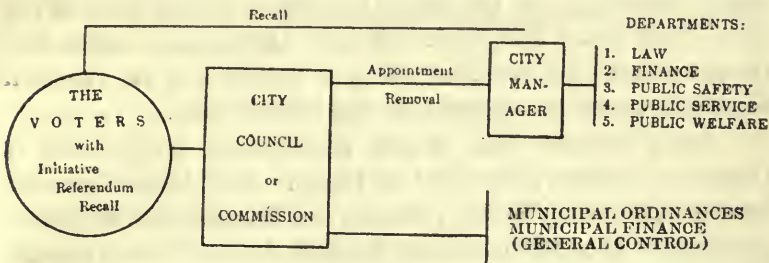 Recall
THE
VOTERS
with
Initiative
Referendum
Recall
CITY
COUNCIL
or
COMMISSION
Appointment
Removal
CITY
MAN-
AGER
DEPARTMENTS:
1. LAW
2. FINANCE
3. PUBLIC SAFETY
4. PUBLIC SERVICE
5. PUBLIC WELFARE
MUNICIPAL ORDINANCES
MUNICIPAL FINANCE
(GENERAL CONTROL)